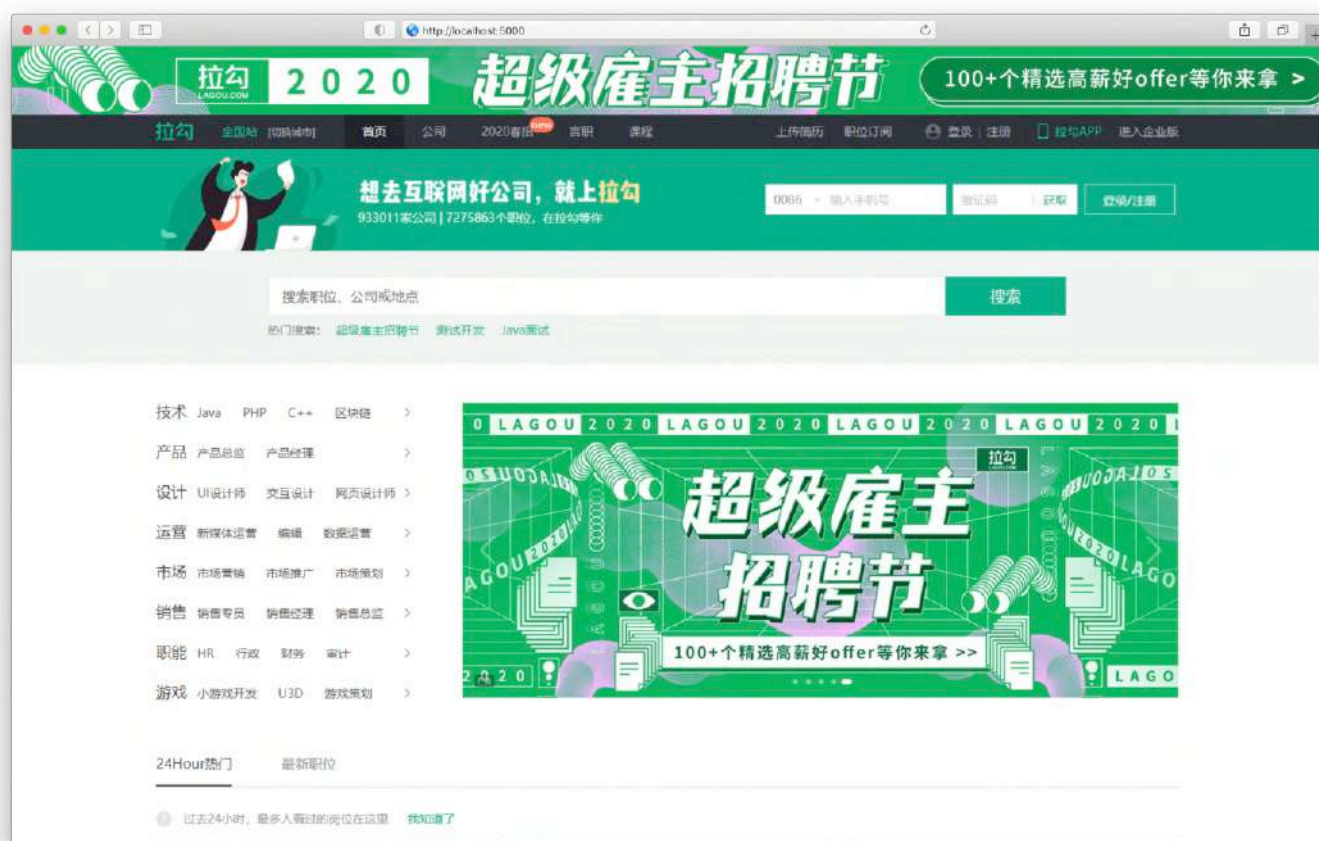 http://localhost:5000
拉勾 LAGOU.COM 2020 超级雇主招聘节 100+个精选高薪好offer等你来拿 >
拉勾 全国站 [切换城市] 首页 公司 2020春招 new 言职 课程 上传简历 职位订阅 登录 | 注册 拉勾APP 进入企业版
想去互联网好公司，就上拉勾
933011家公司 | 7275863个职位，在拉勾等你
0086 输入手机号 验证码 获取 登录/注册
搜索职位、公司或地点 搜索
热门搜索： 超级雇主招聘节 测试开发 Java面试
技术 Java PHP C++ 区块链 >
产品 产品总监 产品经理 >
设计 UI设计师 交互设计 网页设计师 >
运营 新媒体运营 编辑 数据运营 >
市场 市场营销 市场推广 市场策划 >
销售 销售专员 销售经理 销售总监 >
职能 HR 行政 财务 审计 >
游戏 小游戏开发 U3D 游戏策划 >
0 LAGOU 2020 LAGOU 2020 LAGOU 2020 LAGOU 2020 L
拉勾
超级雇主
招聘节
AGOU2020LAGO
2020LAGO
100+个精选高薪好offer等你来拿 >>
2020
LAGO
24Hour热门 最新职位
过去24小时，最多人看过的岗位在这里 我知道了